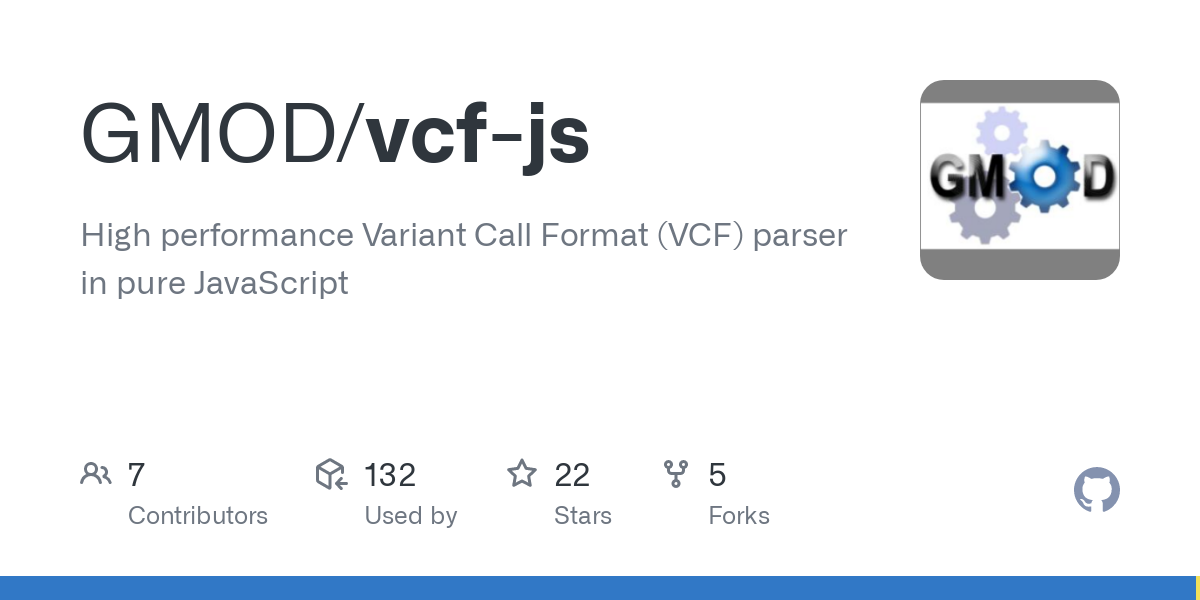 GMOD/vcf-js
GMOD
High performance Variant Call Format (VCF) parser
in pure JavaScript
7
Contributors
132
Used by
22
Stars
5
Forks